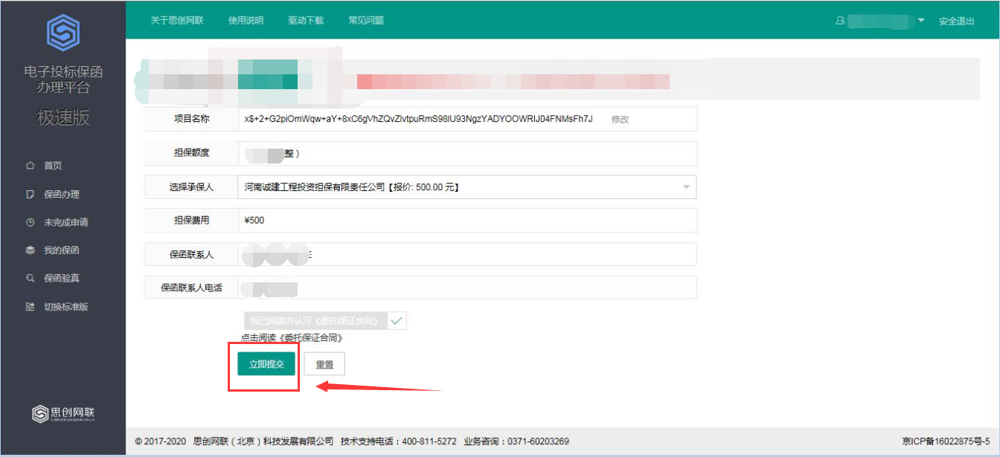 关于思创网联 使用说明 驱动下载 常见问题 安全退出
电子投标保函
办理平台
极速版
首页
保函办理
未完成申请
我的保函
保函验真
切换标准版
思创网联
项目名称 x$+2+G2piOmWqw+aY+8xC6gVhZQvZlvtpuRmS98lU93NgzYADYOOWRIJ04FNMsFh7J 修改
担保额度 整）
选择承保人 河南诚建工程投资担保有限责任公司【报价: 500.00 元】
担保费用 ¥500
保函联系人
保函联系人电话
我已阅读并认可《委托保证合同》
点击阅读《委托保证合同》
立即提交 重置
© 2017-2020 思创网联（北京）科技发展有限公司 技术支持电话：400-811-5272 业务咨询：0371-60203269 京ICP备16022875号-5